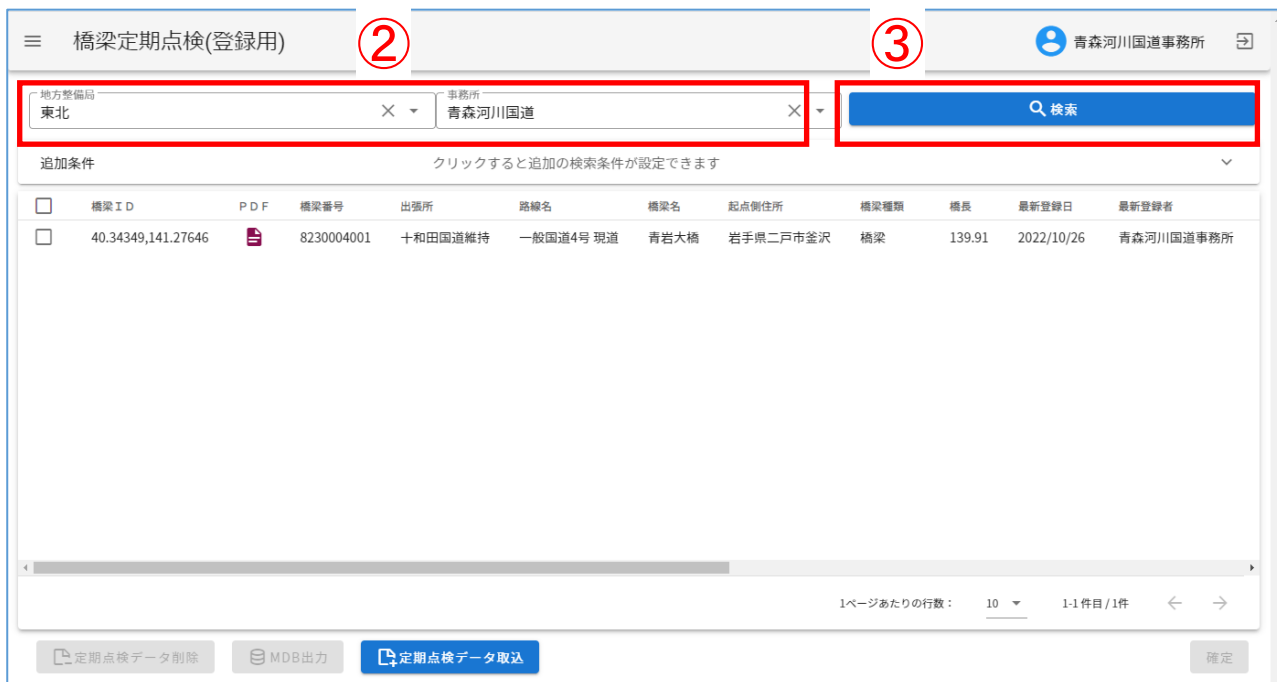 橋梁定期点検(登録用) ② ③ 青森河川国道事務所
地方整備局 事務所
東北 青森河川国道 検索
追加条件 クリックすると追加の検索条件が設定できます
橋梁ID PDF 橋梁番号 出張所 路線名 橋梁名 起点側住所 橋梁種類 橋長 最新登録日 最新登録者
40.34349,141.27646 8230004001 十和田国道維持 一般国道4号 現道 青岩大橋 岩手県二戸市釜沢 橋梁 139.91 2022/10/26 青森河川国道事務所
1ページあたりの行数： 10 1-1 件目 / 1件
定期点検データ削除 MDB出力 定期点検データ取込 確定